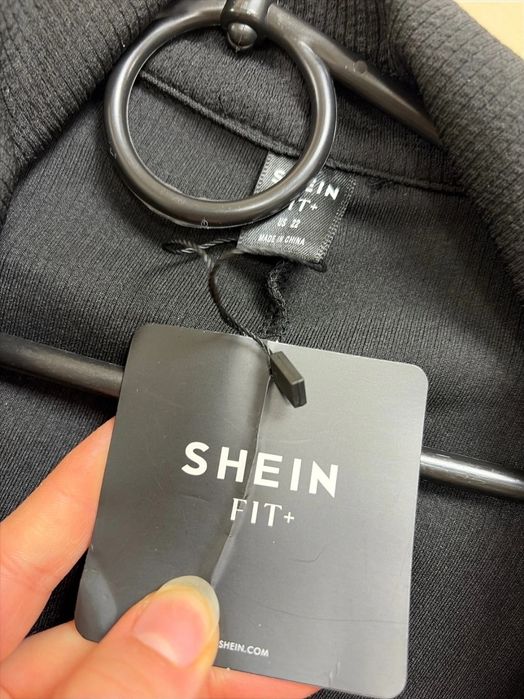 SHEIN
FIT+
US 22
MADE IN CHINA
SHEIN
FIT+
SHEIN.COM